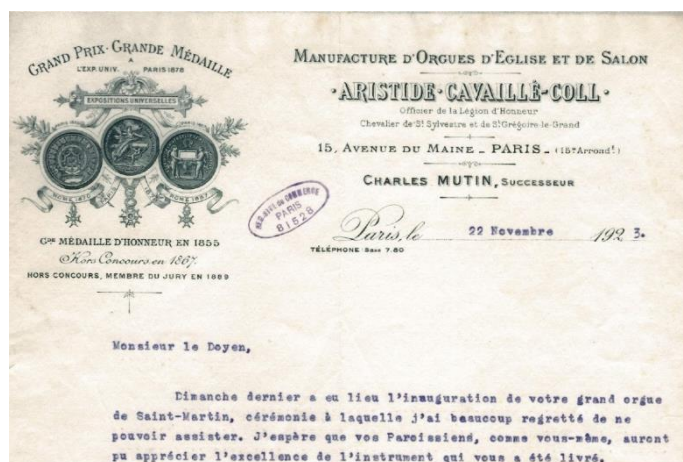 GRAND PRIX - GRANDE MÉDAILLE
A
L'EXP. UNIV. PARIS 1878
EXPOSITIONS UNIVERSELLES
Gde MÉDAILLE D'HONNEUR EN 1855
Hors Concours en 1867
HORS CONCOURS, MEMBRE DU JURY EN 1889
MANUFACTURE D'ORGUES D'EGLISE ET DE SALON
· ARISTIDE · CAVAILLÉ-COLL ·
Officier de la Légion d'Honneur
Chevalier de St Sylvestre et de St Grégoire-le-Grand
15, AVENUE DU MAINE - PARIS - (15e Arrondt)
CHARLES MUTIN, SUCCESSEUR
REGISTRE DU COMMERCE
PARIS
81528
Paris, le 22 Novembre 1923.
TÉLÉPHONE Saxe 7.80
Monsieur le Doyen,
Dimanche dernier a eu lieu l'inauguration de votre grand orgue
de Saint-Martin, cérémonie à laquelle j'ai beaucoup regretté de ne
pouvoir assister. J'espère que vos Paroissiens, comme vous-même, auront
pu apprécier l'excellence de l'instrument qui vous a été livré.